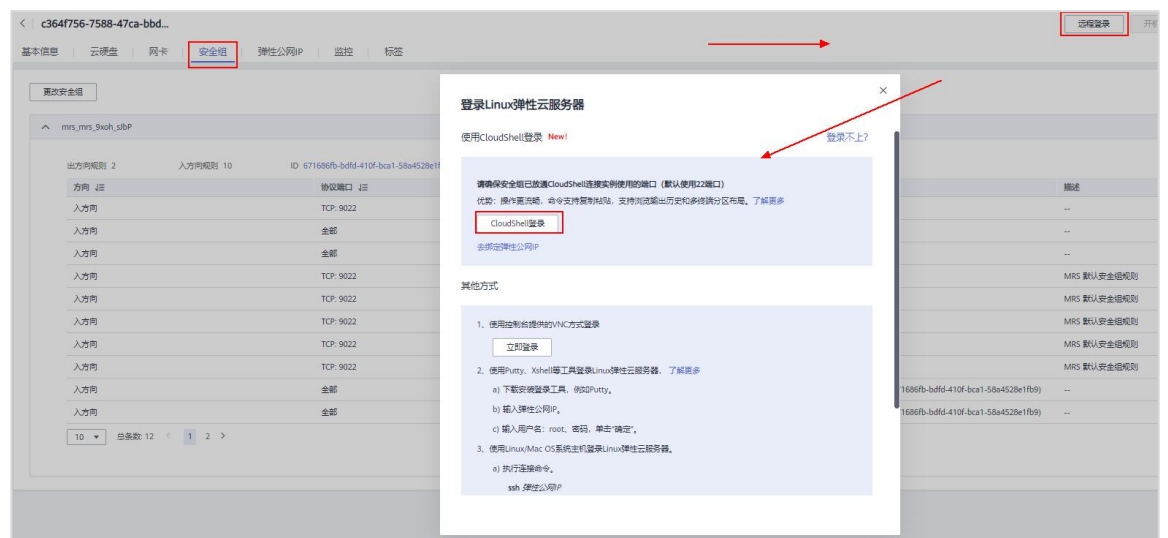 c364f756-7588-47ca-bbd...
远程登录
开机
基本信息 云硬盘 网卡 安全组 弹性公网IP 监控 标签
更改安全组
mrs_mrs_9xoh_sJbP
出方向规则 2 入方向规则 10 ID 671686fb-bdfd-410f-bca1-58a4528e1f
方向 协议端口 描述
入方向 TCP: 9022 --
入方向 全部 --
入方向 全部 --
入方向 TCP: 9022 MRS 默认安全组规则
入方向 TCP: 9022 MRS 默认安全组规则
入方向 TCP: 9022 MRS 默认安全组规则
入方向 TCP: 9022 MRS 默认安全组规则
入方向 TCP: 9022 MRS 默认安全组规则
入方向 全部 1686fb-bdfd-410f-bca1-58a4528e1fb9) --
入方向 全部 1686fb-bdfd-410f-bca1-58a4528e1fb9) --
10 总条数: 12 < 1 2 >
登录Linux弹性云服务器
使用CloudShell登录 New!
登录不上?
请确保安全组已放通CloudShell连接实例使用的端口（默认使用22端口）
优势：操作更流畅，命令支持复制粘贴，支持浏览输出历史和多终端分区布局。了解更多
CloudShell登录
去绑定弹性公网IP
其他方式
1、使用控制台提供的VNC方式登录
立即登录
2、使用Putty、Xshell等工具登录Linux弹性云服务器，了解更多
a) 下载安装登录工具，例如Putty。
b) 输入弹性公网IP。
c) 输入用户名：root、密码，单击“确定”。
3、使用Linux/Mac OS系统主机登录Linux弹性云服务器。
a) 执行连接命令。
ssh 弹性公网IP